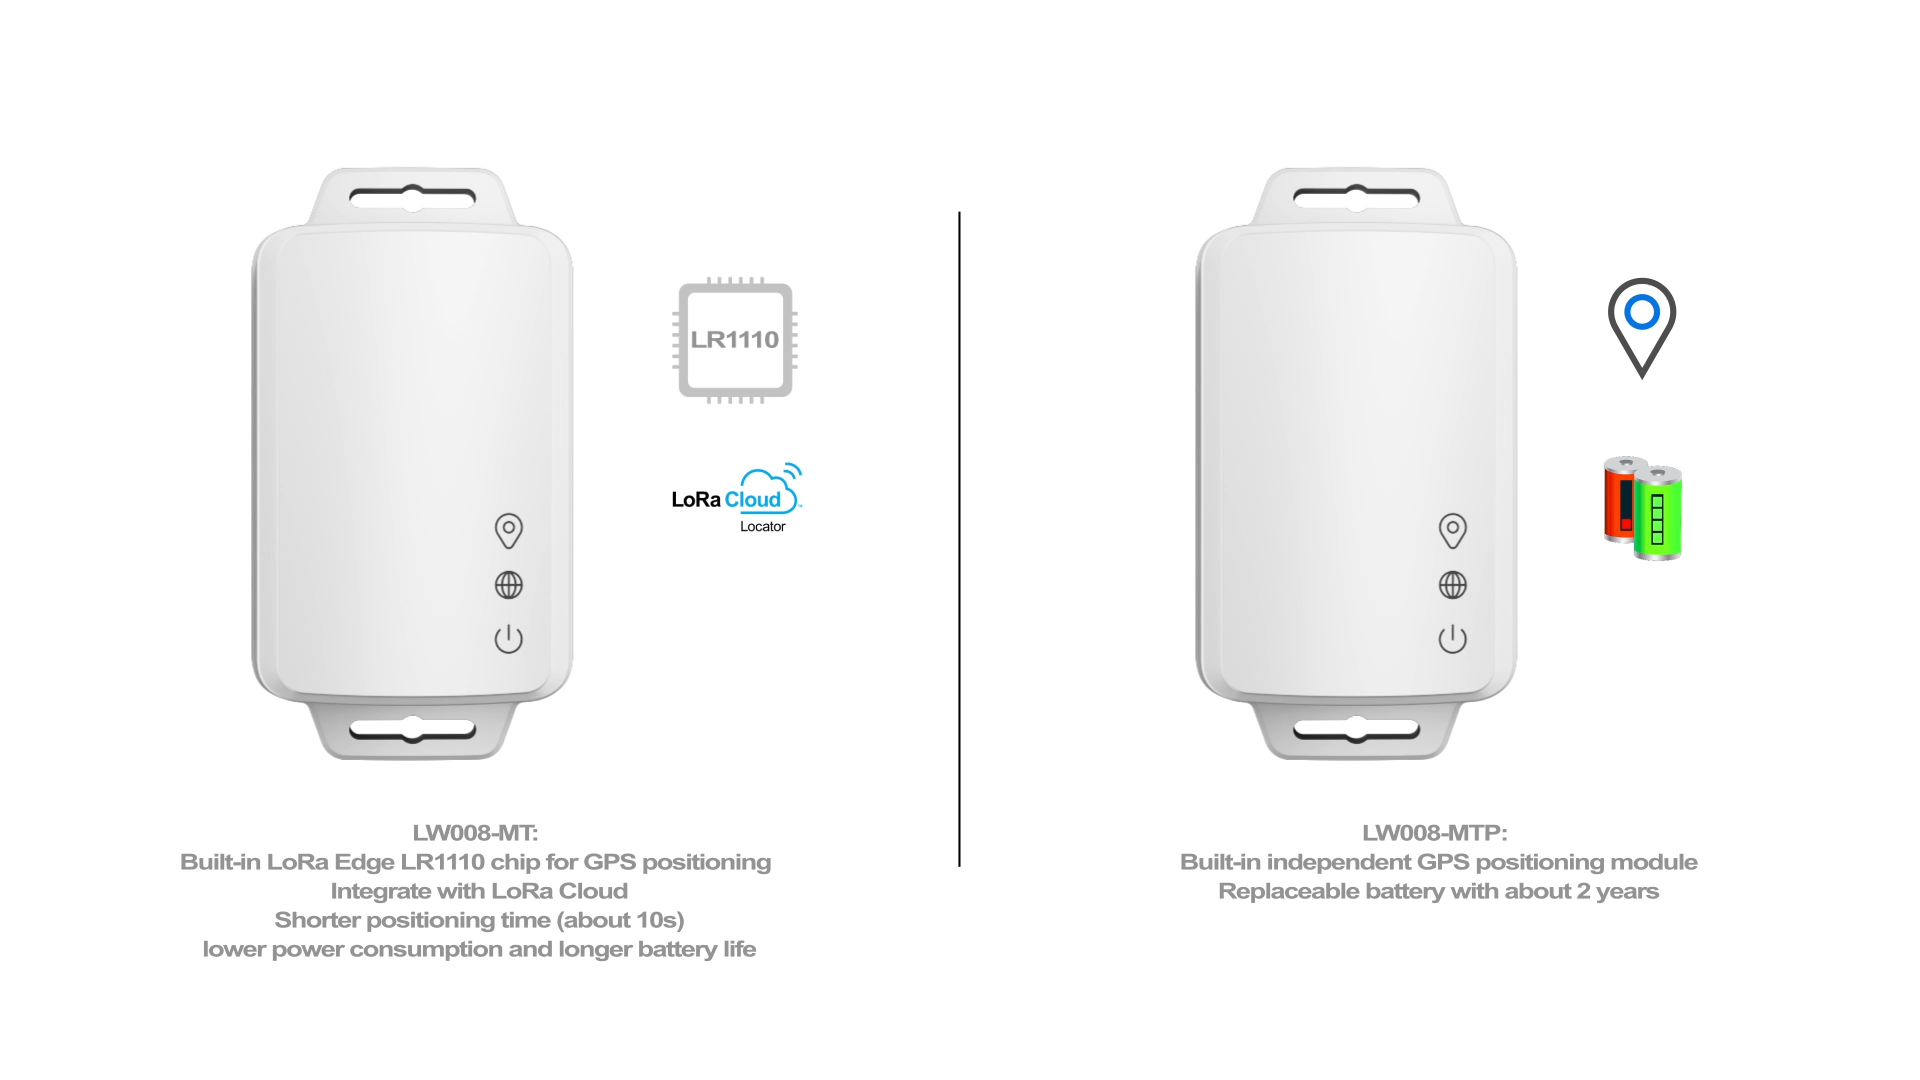 LR1110
LoRa Cloud
Locator
LW008-MT:
Built-in LoRa Edge LR1110 chip for GPS positioning
Integrate with LoRa Cloud
Shorter positioning time (about 10s)
lower power consumption and longer battery life
LW008-MTP:
Built-in independent GPS positioning module
Replaceable battery with about 2 years